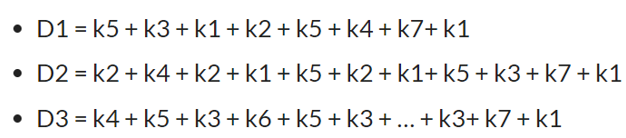 • D1 = k5 + k3 + k1 + k2 + k5 + k4 + k7+ k1
• D2 = k2 + k4 + k2 + k1 + k5 + k2 + k1+ k5 + k3 + k7 + k1
• D3 = k4 + k5 + k3 + k6 + k5 + k3 + ... + k3+ k7 + k1